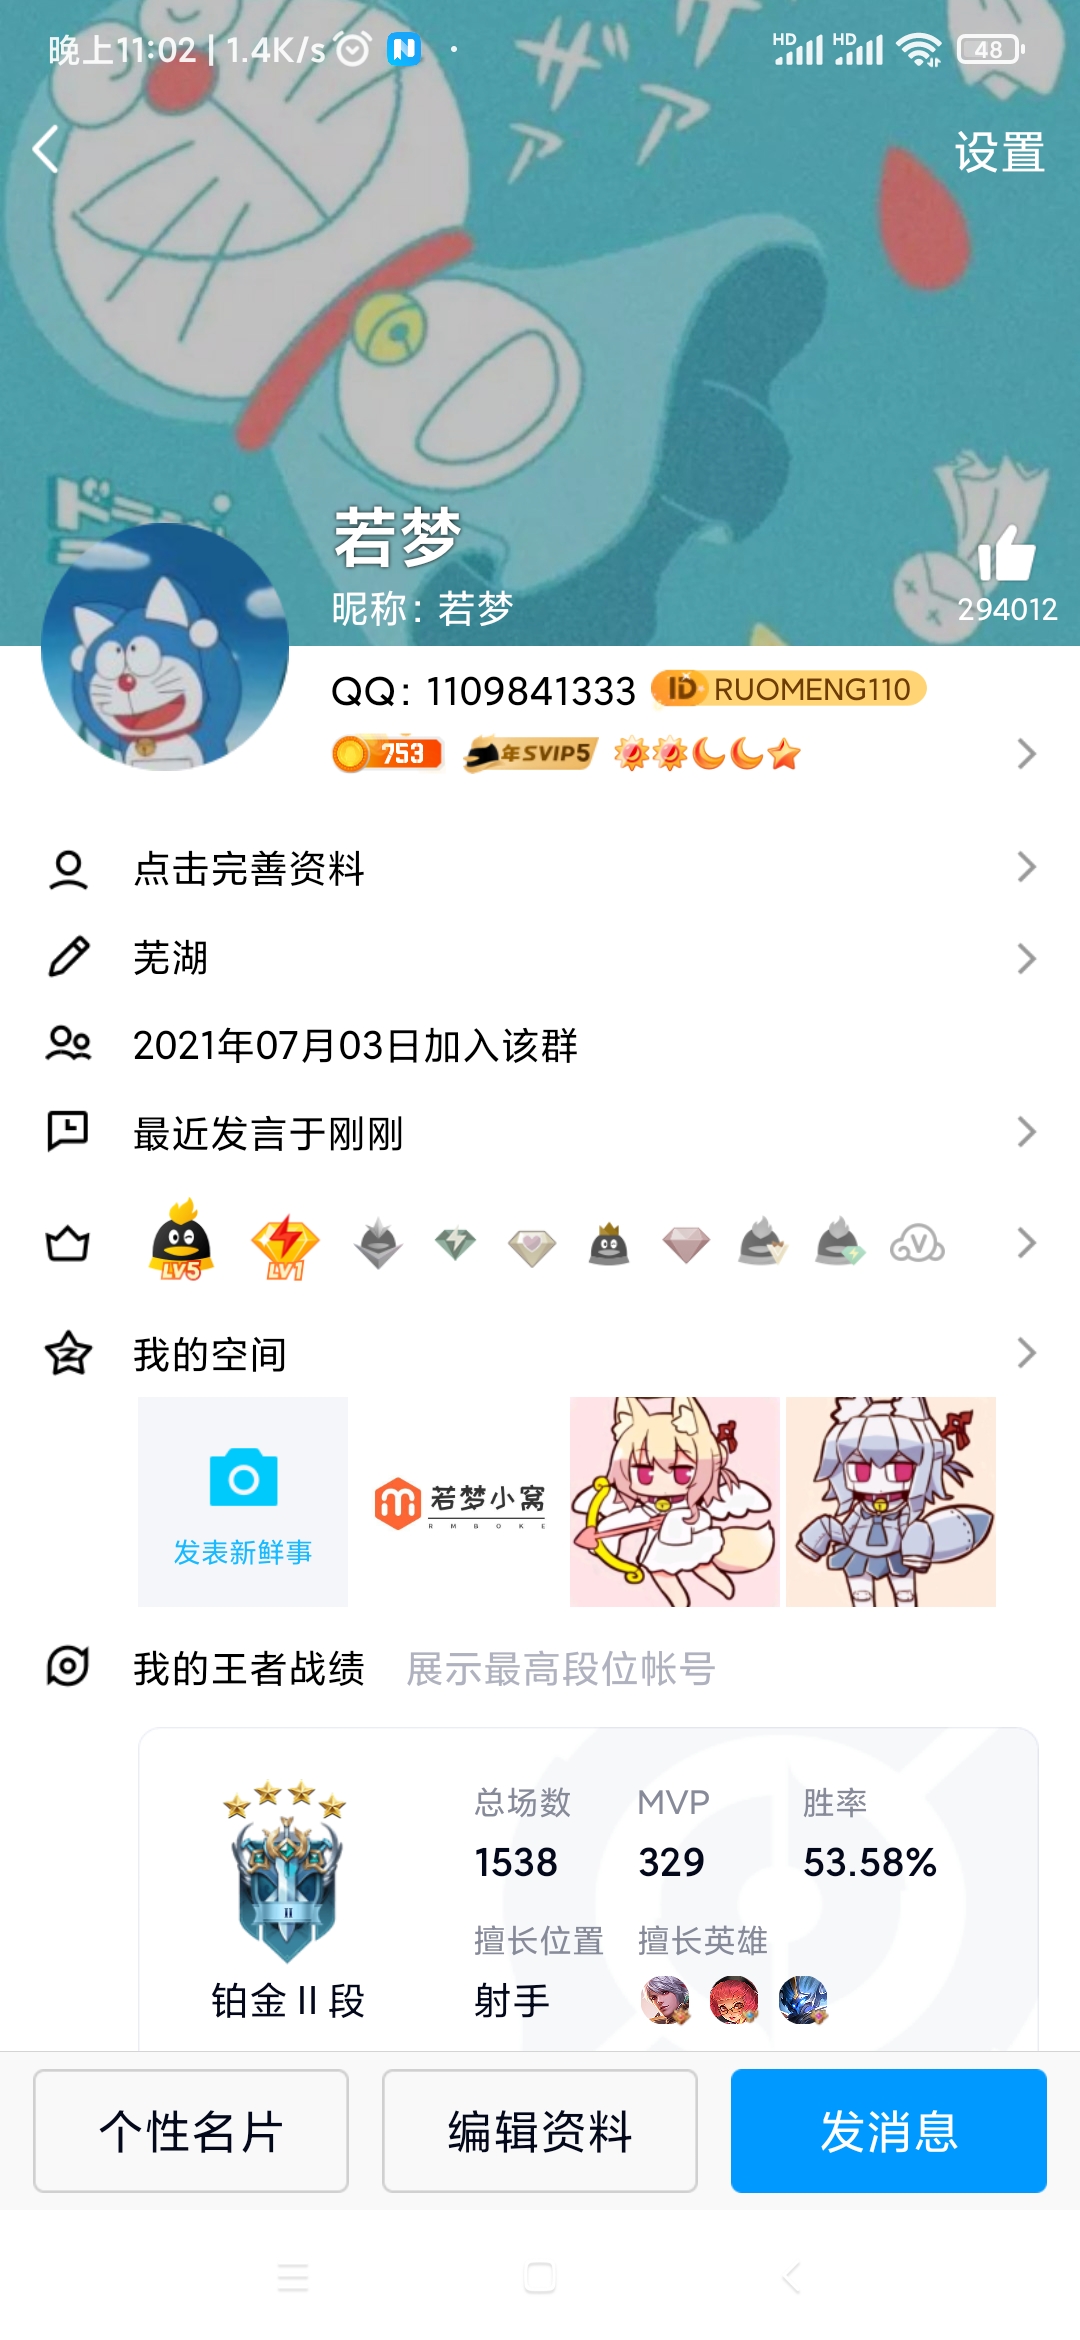 晚上11:02 | 1.4K/s
HD HD 48
设置
ザァ
ァ
若梦
昵称: 若梦
294012
QQ: 1109841333 ID RUOMENG110
753 年SVIP5
点击完善资料
芜湖
2021年07月03日加入该群
最近发言于刚刚
LV5 LV1
我的空间
发表新鲜事
若梦小窝
R M B O K E
我的王者战绩 展示最高段位帐号
总场数 MVP 胜率
1538 329 53.58%
擅长位置 擅长英雄
II
铂金 II 段 射手
个性名片 编辑资料 发消息